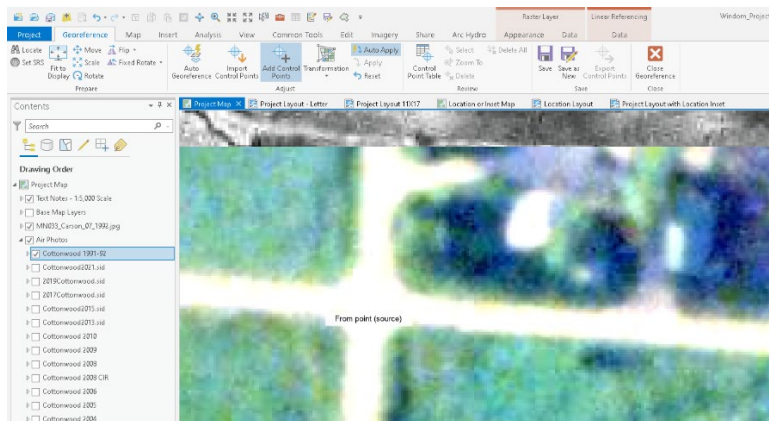 Raster Layer
Linear Referencing
Windom_Project
Project
Georeference
Map
Insert
Analysis
View
Common Tools
Edit
Imagery
Share
Arc Hydro
Appearance
Data
Data
Locate
Set SRS
Fit to Display
Move
Scale
Rotate
Flip
Fixed Rotate
Prepare
Auto Georeference
Import Control Points
Add Control Points
Transformation
Auto Apply
Apply
Reset
Adjust
Control Point Table
Select
Zoom To
Delete
Delete All
Review
Save
Save as New
Export Control Points
Save
Close Georeference
Close
Contents
Project Map
Project Layout - Letter
Project Layout 11X17
Location or Inset Map
Location Layout
Project Layout with Location Inset
Search
Drawing Order
Project Map
Text Notes - 1:5,000 Scale
Base Map Layers
MN033_Carson_07_1992.jpg
Air Photos
Cottonwood 1991-92
Cottonwood2021.sid
2019Cottonwood.sid
2017Cottonwood.sid
Cottonwood2015.sid
Cottonwood2013.sid
Cottonwood 2010
Cottonwood 2009
Cottonwood 2008
Cottonwood 2008 CIR
Cottonwood 2006
Cottonwood 2005
Cottonwood 2004
From point (source)